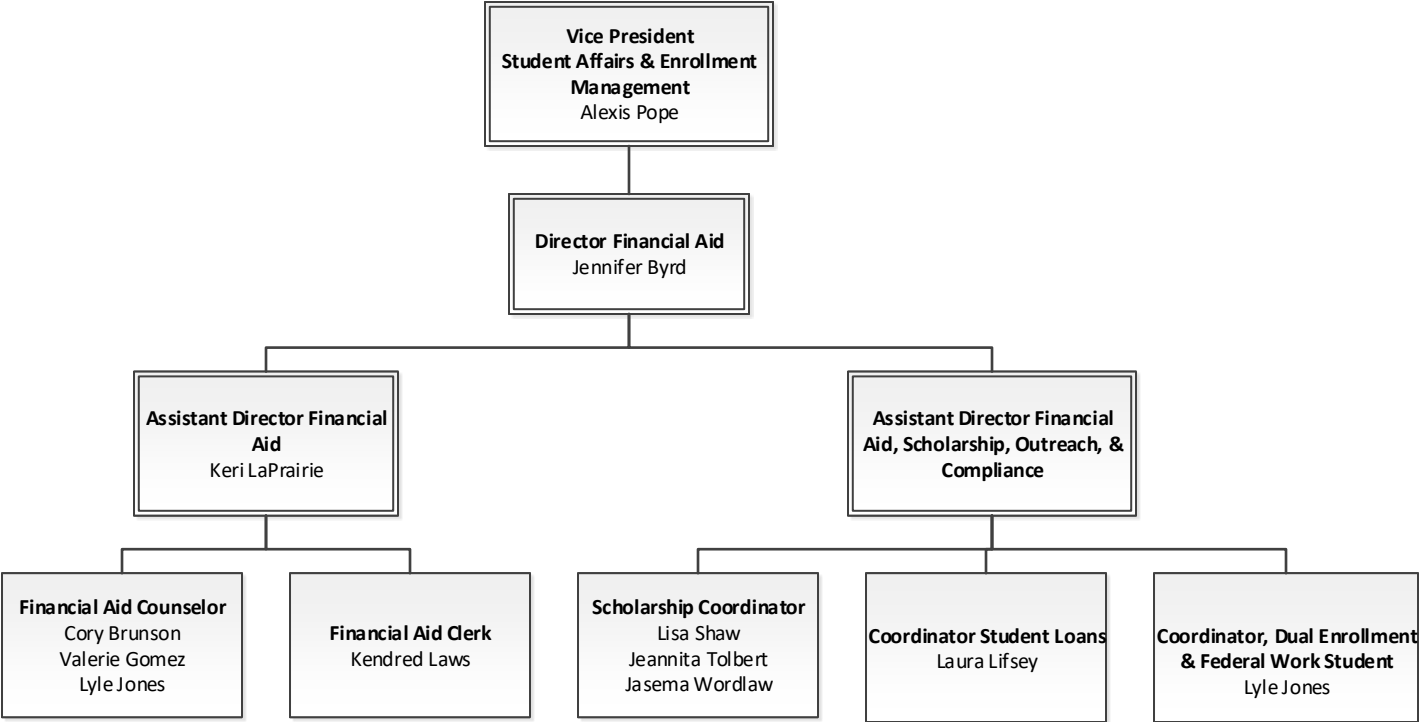 Vice President
Student Affairs & Enrollment
Management
Alexis Pope
Director Financial Aid
Jennifer Byrd
Assistant Director Financial
Aid
Keri LaPrairie
Assistant Director Financial
Aid, Scholarship, Outreach, &
Compliance
Financial Aid Counselor
Cory Brunson
Valerie Gomez
Lyle Jones
Financial Aid Clerk
Kendred Laws
Scholarship Coordinator
Lisa Shaw
Jeannita Tolbert
Jasema Wordlaw
Coordinator Student Loans
Laura Lifsey
Coordinator, Dual Enrollment
& Federal Work Student
Lyle Jones